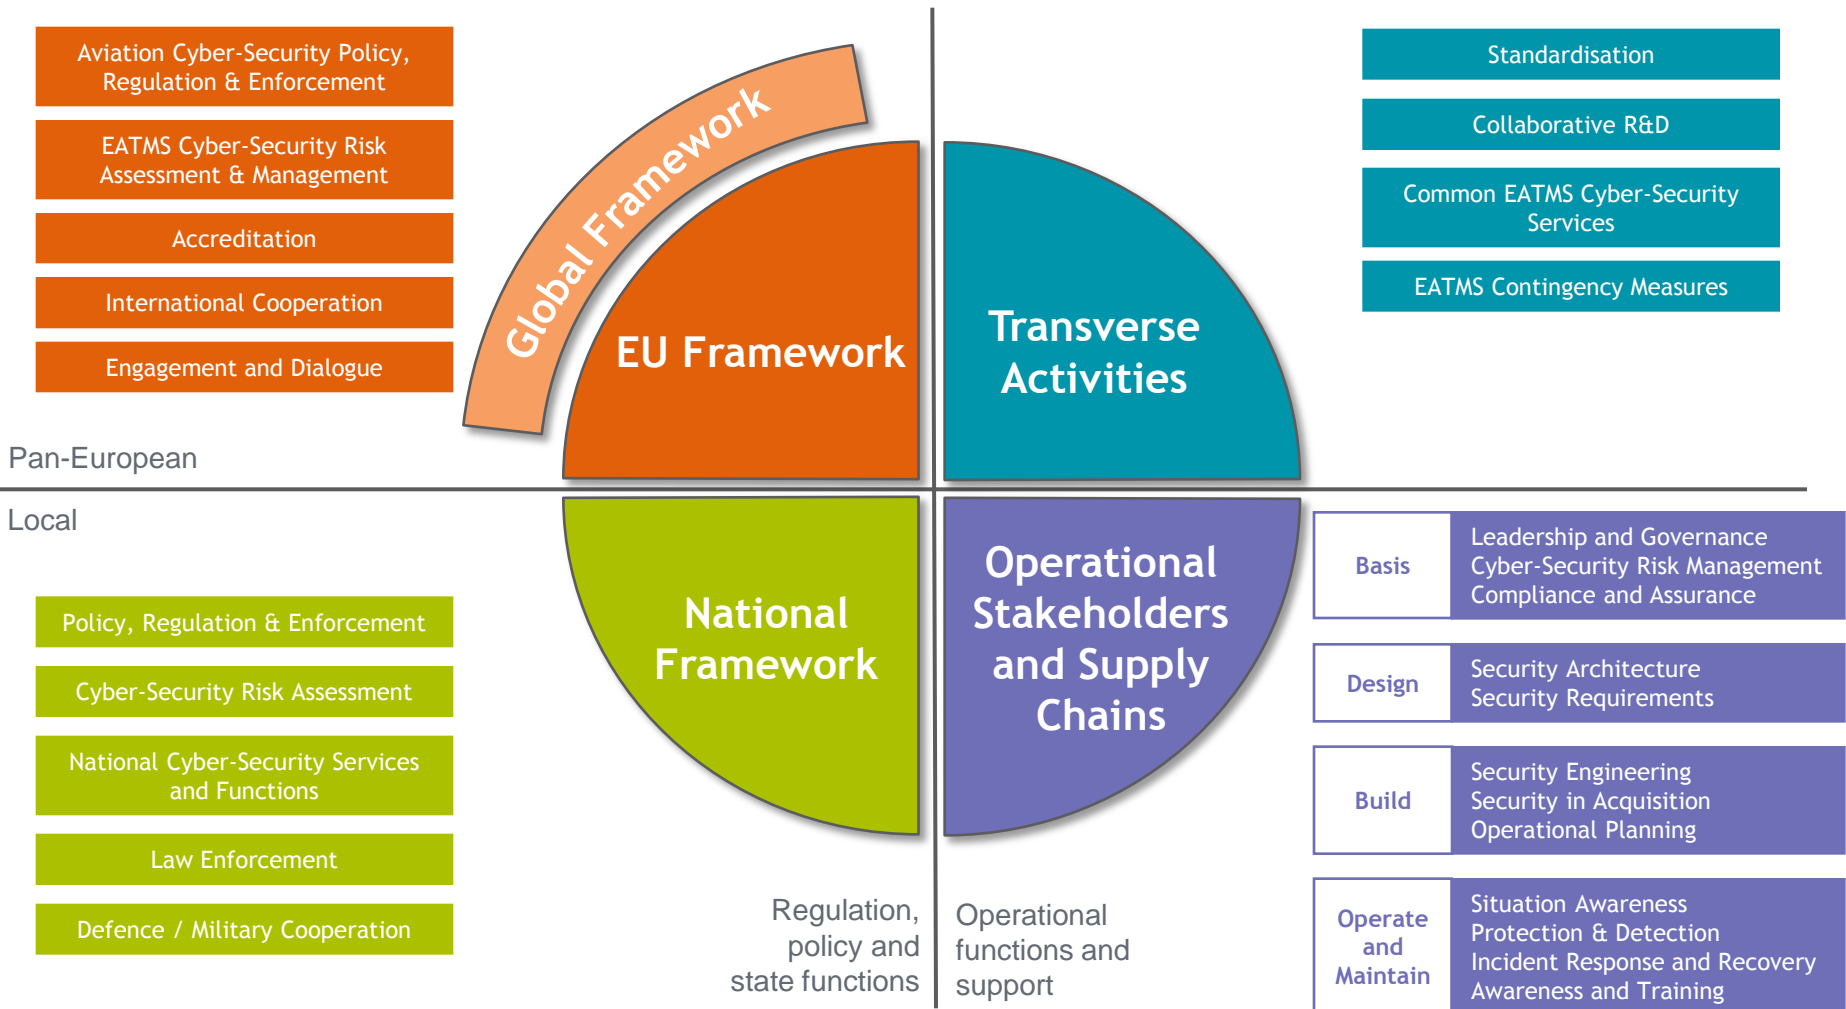 Aviation Cyber-Security Policy,
Regulation & Enforcement
EATMS Cyber-Security Risk
Assessment & Management
Accreditation
International Cooperation
Engagement and Dialogue
Global Framework
EU Framework
Transverse
Activities
Standardisation
Collaborative R&D
Common EATMS Cyber-Security
Services
EATMS Contingency Measures
Pan-European
Local
Policy, Regulation & Enforcement
Cyber-Security Risk Assessment
National Cyber-Security Services
and Functions
Law Enforcement
Defence / Military Cooperation
National
Framework
Operational
Stakeholders
and Supply
Chains
Regulation,
policy and
state functions
Operational
functions and
support
Basis
Leadership and Governance
Cyber-Security Risk Management
Compliance and Assurance
Design
Security Architecture
Security Requirements
Build
Security Engineering
Security in Acquisition
Operational Planning
Operate
and
Maintain
Situation Awareness
Protection & Detection
Incident Response and Recovery
Awareness and Training